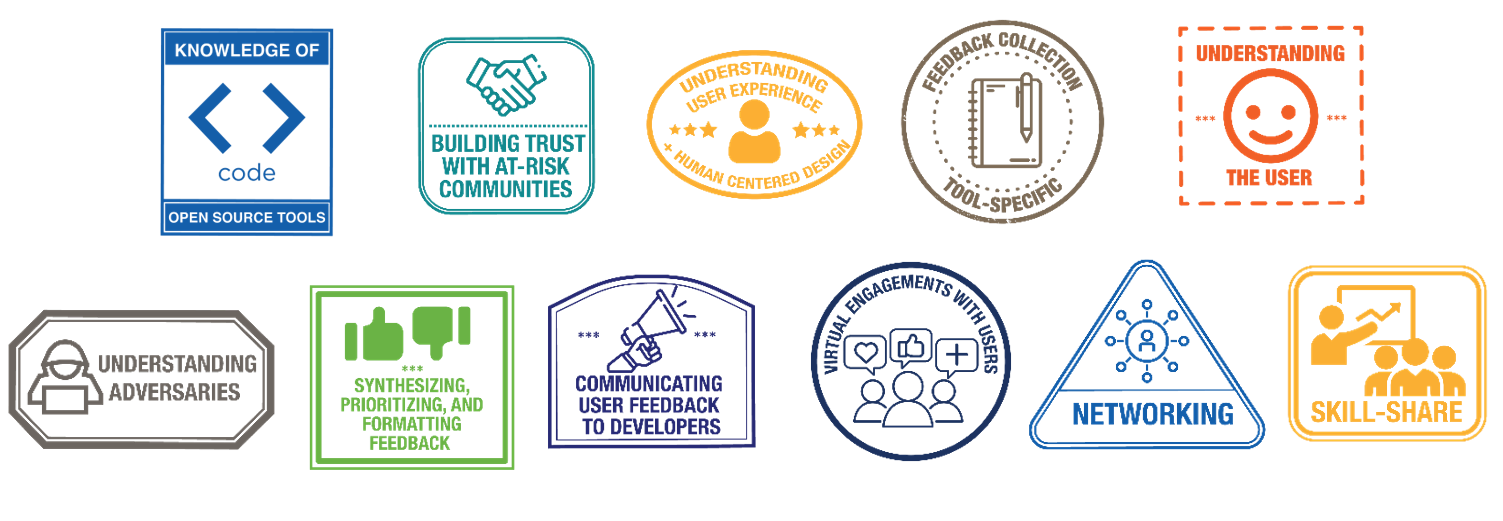 KNOWLEDGE OF
code
OPEN SOURCE TOOLS
BUILDING TRUST
WITH AT-RISK
COMMUNITIES
UNDERSTANDING
USER EXPERIENCE
+ HUMAN CENTERED DESIGN
FEEDBACK COLLECTION
TOOL-SPECIFIC
UNDERSTANDING
*** ***
THE USER
UNDERSTANDING
ADVERSARIES
***
SYNTHESIZING,
PRIORITIZING, AND
FORMATTING
FEEDBACK
*** ***
COMMUNICATING
USER FEEDBACK
TO DEVELOPERS
VIRTUAL ENGAGEMENTS WITH USERS
NETWORKING
SKILL-SHARE